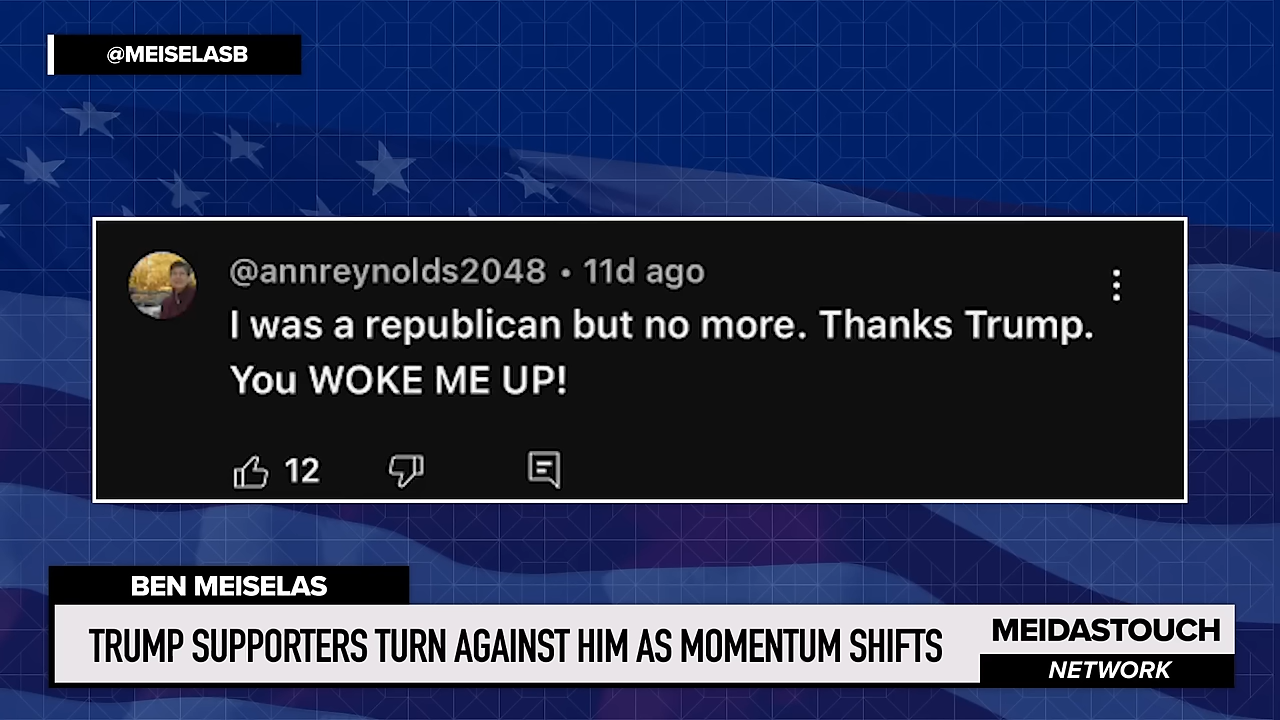 @MEISELASB
@annreynolds2048 • 11d ago
I was a republican but no more. Thanks Trump.
You WOKE ME UP!
12
BEN MEISELAS
TRUMP SUPPORTERS TURN AGAINST HIM AS MOMENTUM SHIFTS
MEIDASTOUCH
NETWORK